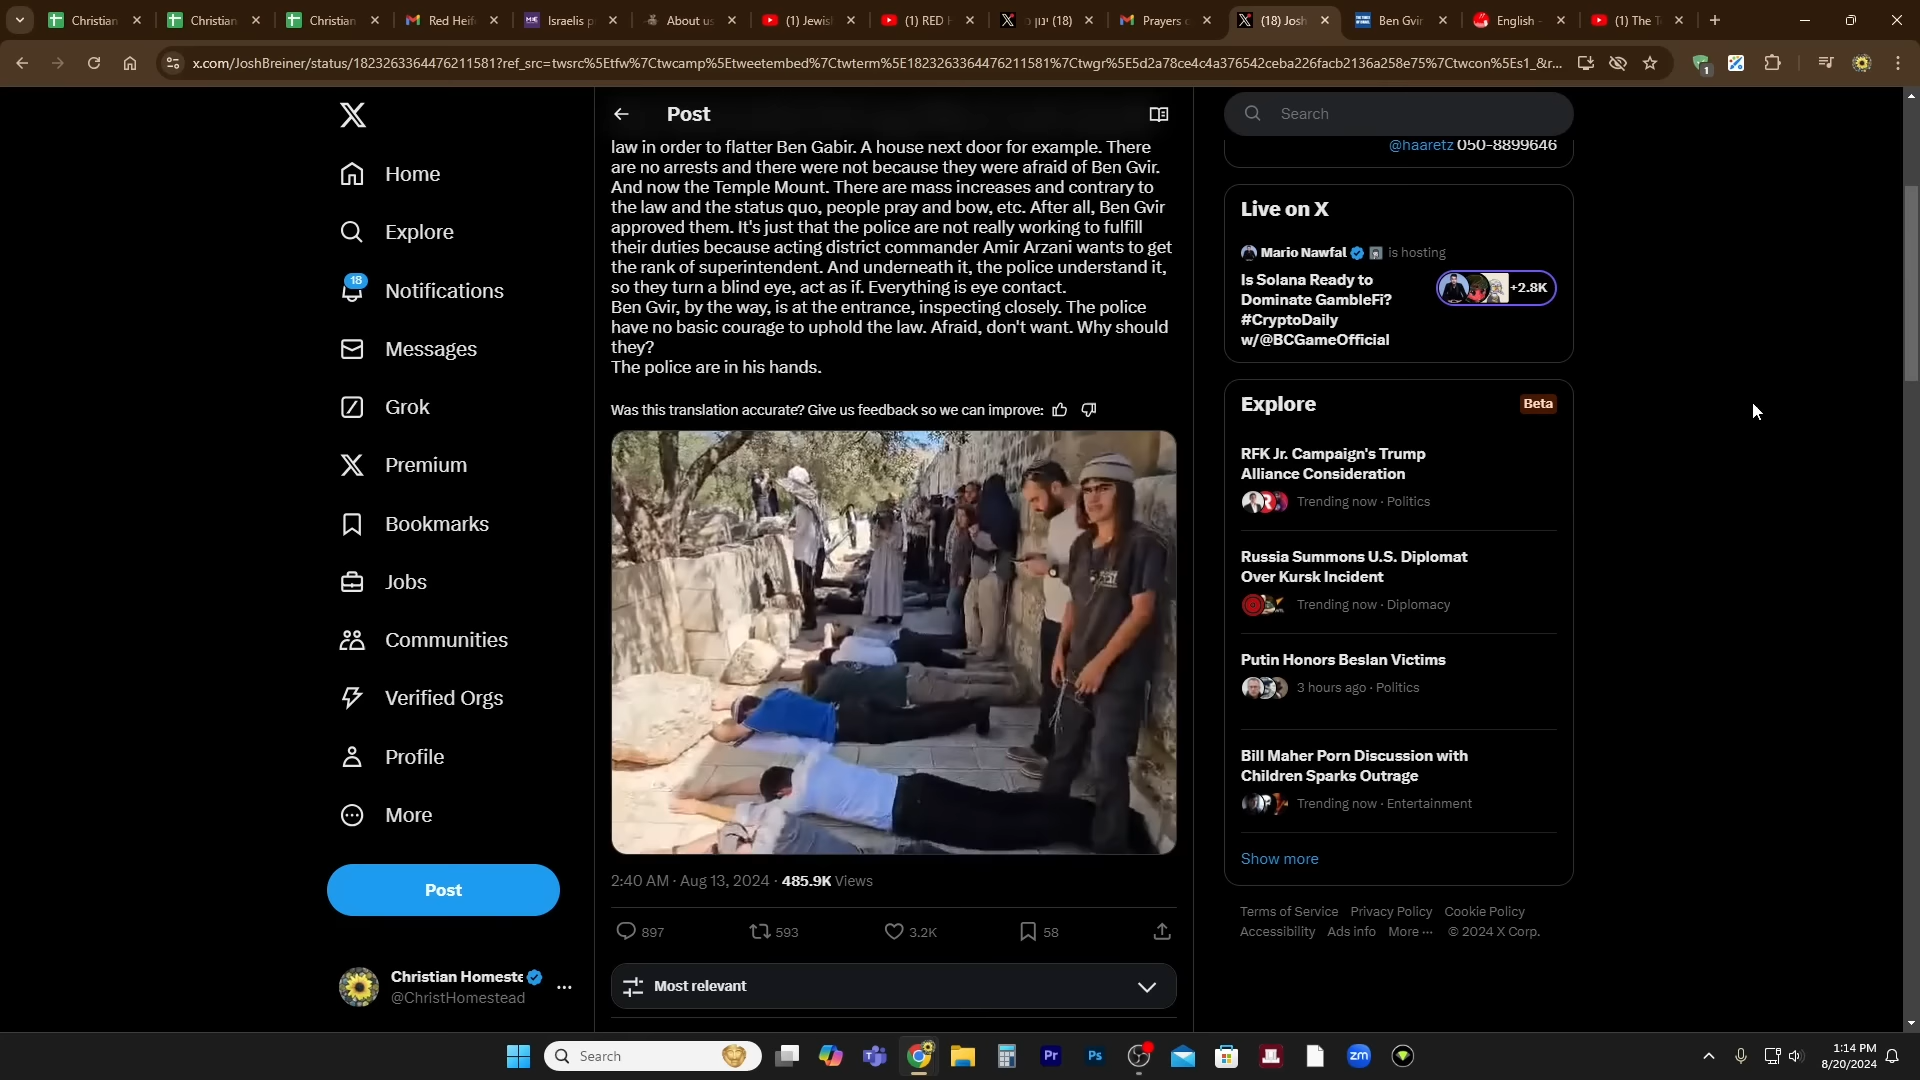 Christian
Christian
Christian
Red Heif
Israelis p
About us
(1) Jewis
(1) RED H
Prayers
(18) Josh
Ben Gvir
English -
(1) The T
x.com/JoshBreiner/status/1823263364476211581?ref_src=twsrc%5Etfw%7Ctwcamp%5Etweetembed%7Ctwterm%5E1823263364476211581%7Ctwgr%5E5d2a78ce4c4a376542ceba226facb2136a258e75%7Ctwcon%5Es1_&r...
1
Home
Explore
18
Notifications
Messages
Grok
Premium
Bookmarks
Jobs
Communities
Verified Orgs
Profile
More
Post
Christian Homeste
@ChristHomestead
Post
law in order to flatter Ben Gabir. A house next door for example. There
are no arrests and there were not because they were afraid of Ben Gvir.
And now the Temple Mount. There are mass increases and contrary to
the law and the status quo, people pray and bow, etc. After all, Ben Gvir
approved them. It's just that the police are not really working to fulfill
their duties because acting district commander Amir Arzani wants to get
the rank of superintendent. And underneath it, the police understand it,
so they turn a blind eye, act as if. Everything is eye contact.
Ben Gvir, by the way, is at the entrance, inspecting closely. The police
have no basic courage to uphold the law. Afraid, don't want. Why should
they?
The police are in his hands.
Was this translation accurate? Give us feedback so we can improve:
2:40 AM · Aug 13, 2024 · 485.9K Views
897 593 3.2K 58
Most relevant
Search
@haaretz 050-8899646
Live on X
Mario Nawfal is hosting
Is Solana Ready to
Dominate GambleFi?
#CryptoDaily
w/@BCGameOfficial
+2.8K
Explore
Beta
RFK Jr. Campaign's Trump
Alliance Consideration
Trending now · Politics
Russia Summons U.S. Diplomat
Over Kursk Incident
Trending now · Diplomacy
Putin Honors Beslan Victims
3 hours ago · Politics
Bill Maher Porn Discussion with
Children Sparks Outrage
Trending now · Entertainment
Show more
Terms of Service Privacy Policy Cookie Policy
Accessibility Ads info More ··· © 2024 X Corp.
Search
Pr
Ps
zm
1:14 PM
8/20/2024